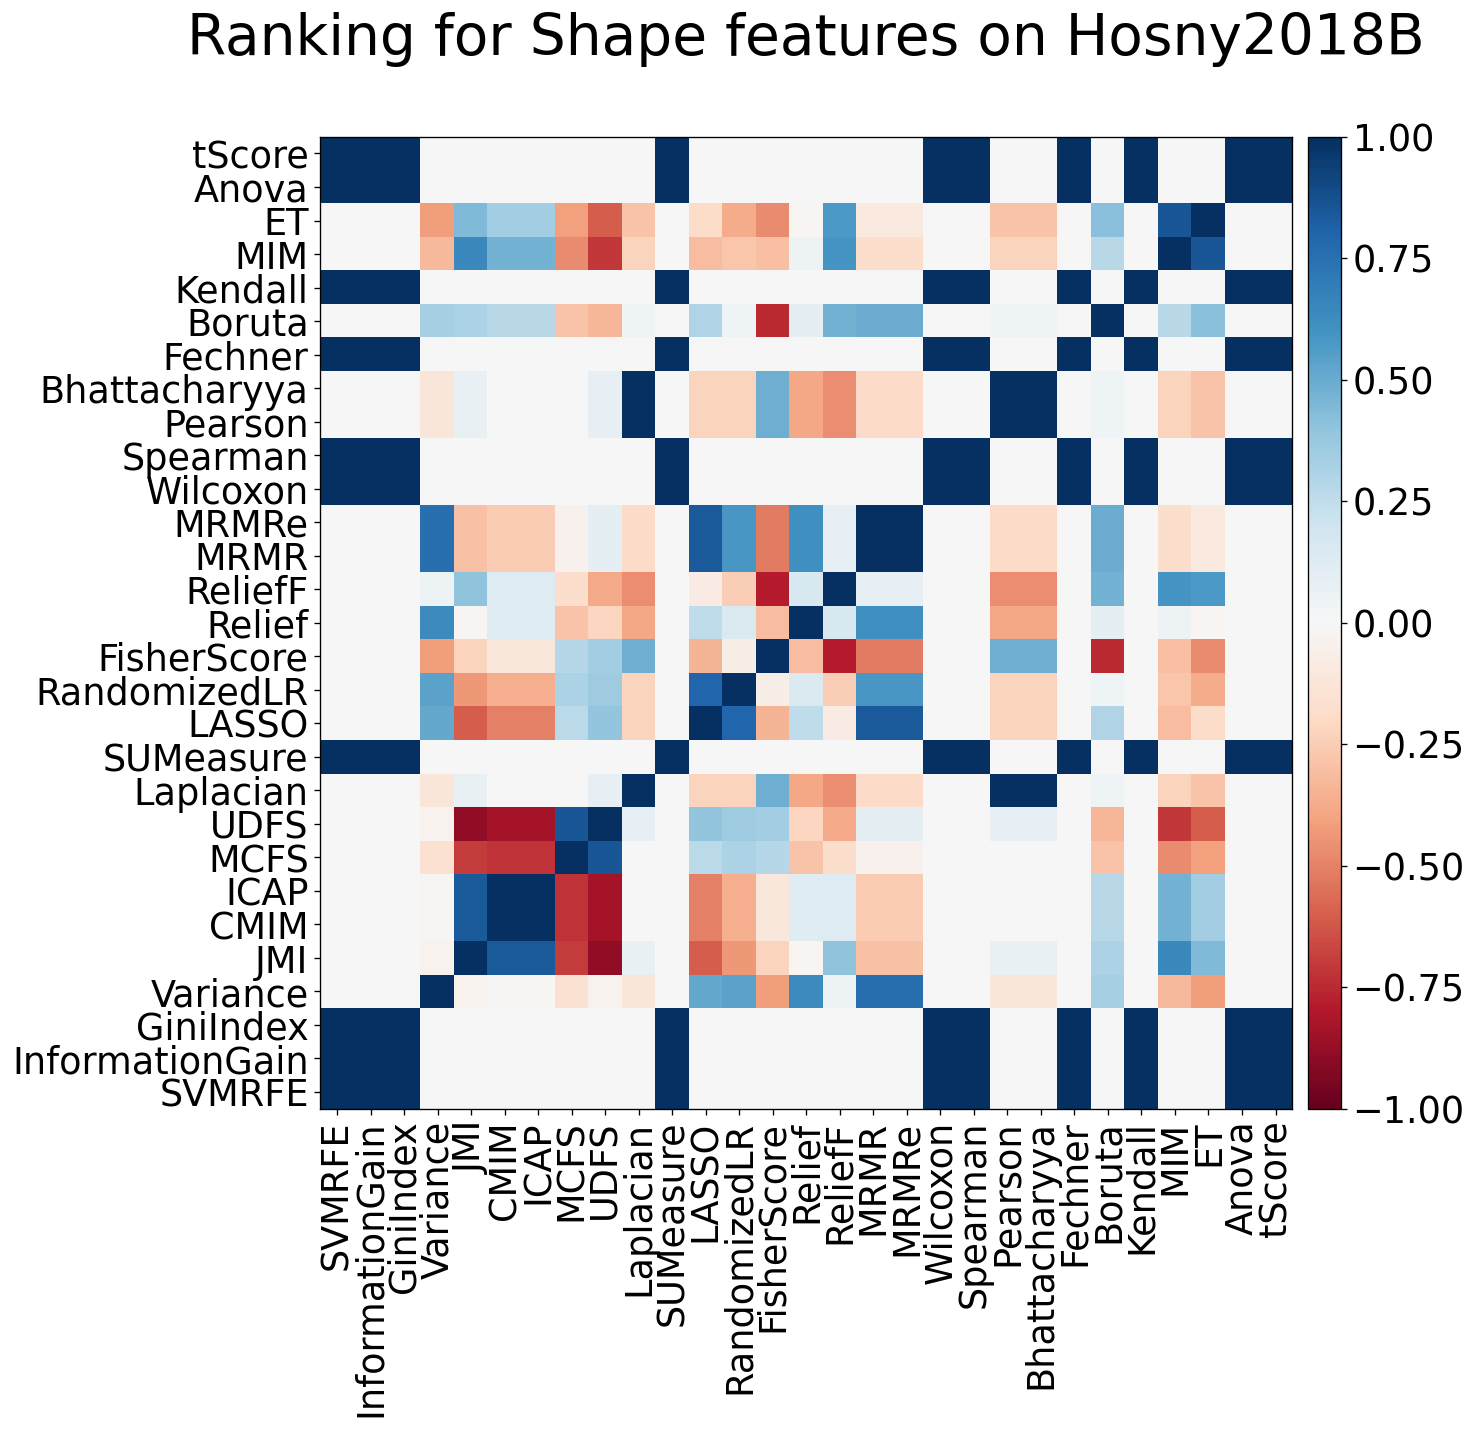 Ranking for Shape features on Hosny2018B
tScore
Anova
ET
MIM
Kendall
Boruta
Fechner
Bhattacharyya
Pearson
Spearman
Wilcoxon
MRMRe
MRMR
ReliefF
Relief
FisherScore
RandomizedLR
LASSO
SUMeasure
Laplacian
UDFS
MCFS
ICAP
CMIM
JMI
Variance
GiniIndex
InformationGain
SVMRFE
SVMRFE
InformationGain
GiniIndex
Variance
JMI
CMIM
ICAP
MCFS
UDFS
Laplacian
SUMeasure
LASSO
RandomizedLR
FisherScore
Relief
ReliefF
MRMR
MRMRe
Wilcoxon
Spearman
Pearson
Bhattacharyya
Fechner
Boruta
Kendall
MIM
ET
Anova
tScore
1.00
0.75
0.50
0.25
0.00
−0.25
−0.50
−0.75
−1.00